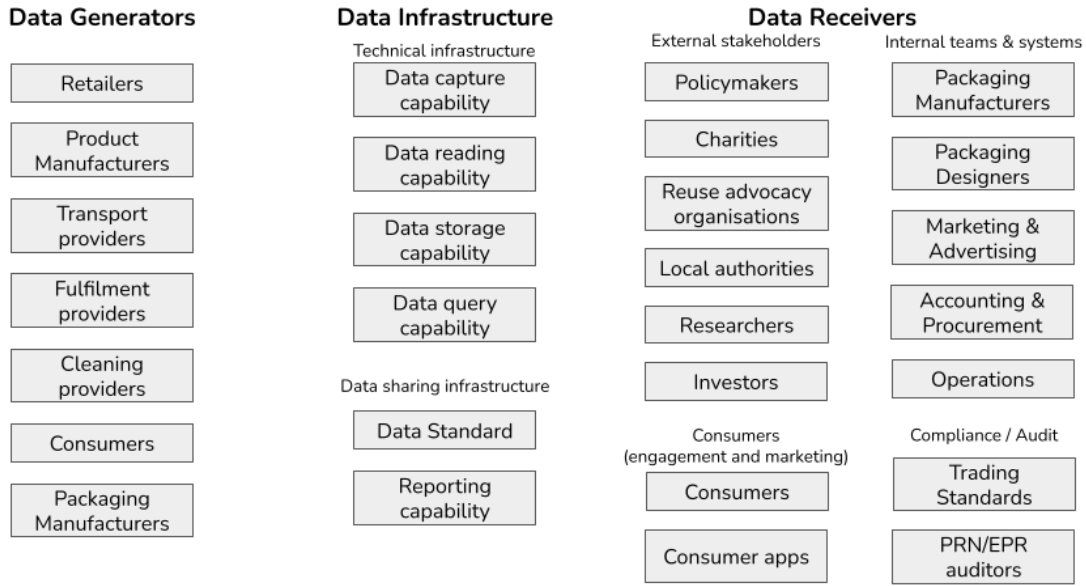 Data Generators
Retailers
Product
Manufacturers
Transport
providers
Fulfilment
providers
Cleaning
providers
Consumers
Packaging
Manufacturers
Data Infrastructure
Technical infrastructure
Data capture
capability
Data reading
capability
Data storage
capability
Data query
capability
Data sharing infrastructure
Data Standard
Reporting
capability
Data Receivers
External stakeholders
Policymakers
Charities
Reuse advocacy
organisations
Local authorities
Researchers
Investors
Consumers
(engagement and marketing)
Consumers
Consumer apps
Internal teams & systems
Packaging
Manufacturers
Packaging
Designers
Marketing &
Advertising
Accounting &
Procurement
Operations
Compliance / Audit
Trading
Standards
PRN/EPR
auditors